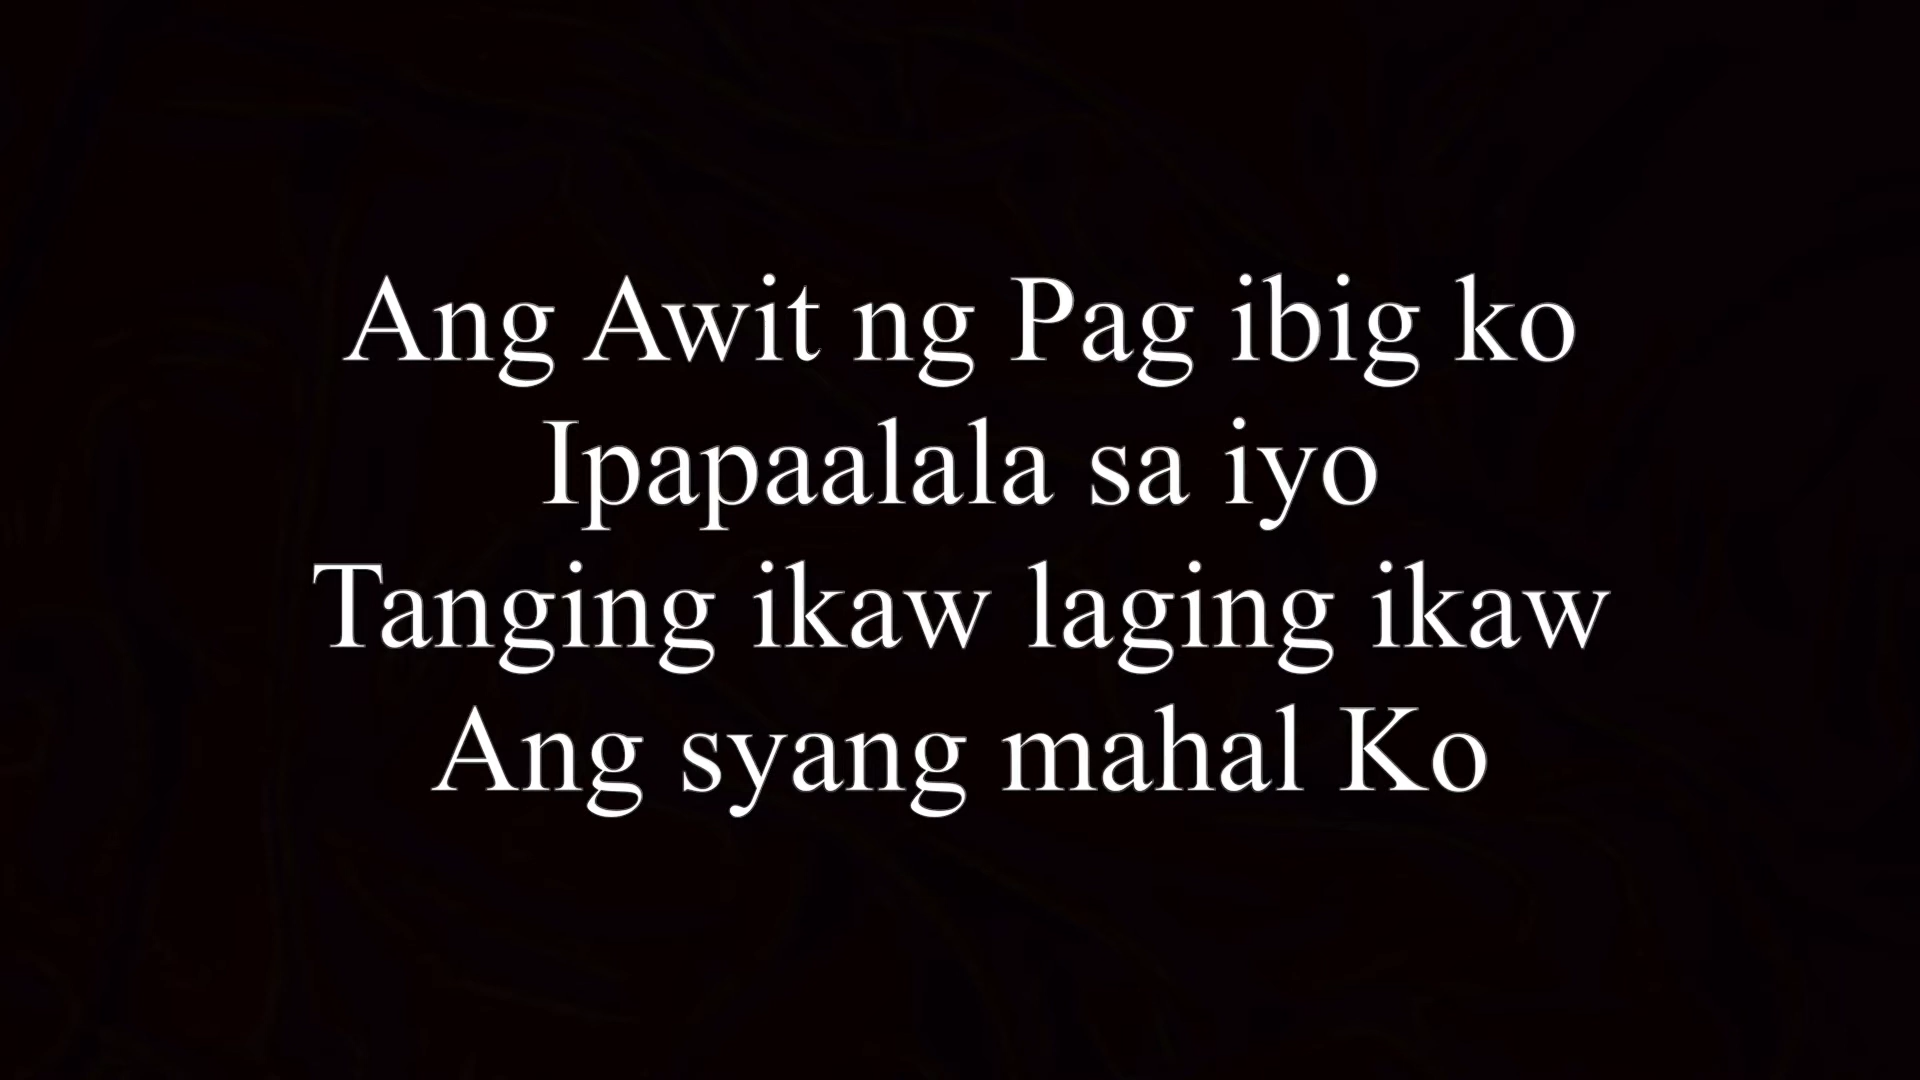 Ang Awit ng Pag ibig ko
Ipapaalala sa iyo
Tanging ikaw laging ikaw
Ang syang mahal Ko